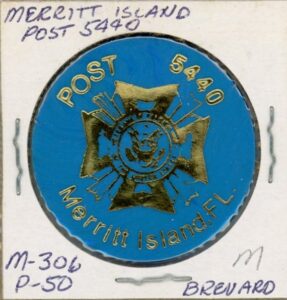 MERRITT ISLAND
POST 5440
POST 5440
Merritt Island, FL.
M-306
P-50
M
BREVARD